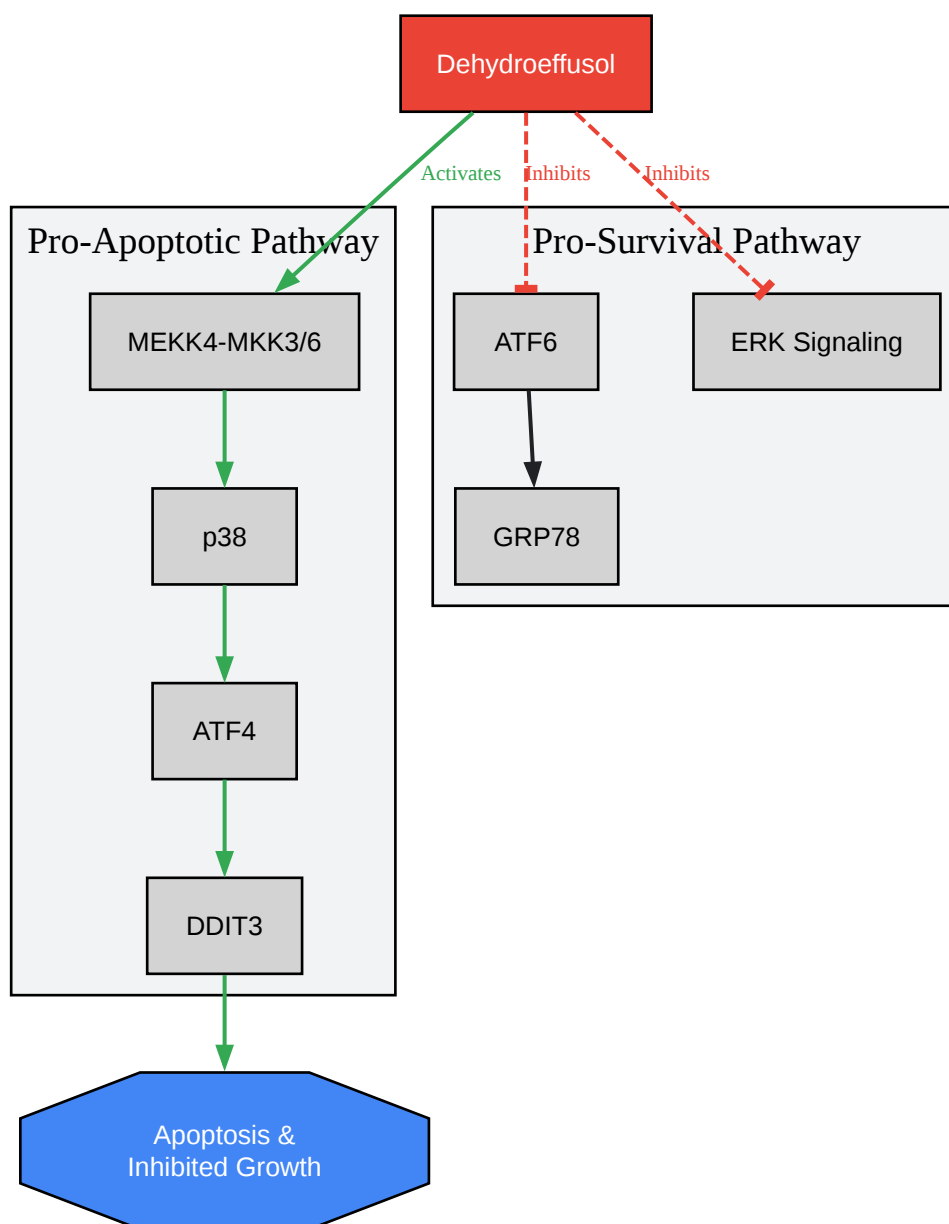 Dehydroeffusol
Activates
Inhibits
Inhibits
Pro-Apoptotic Pathway
Pro-Survival Pathway
MEKK4-MKK3/6
ATF6
ERK Signaling
p38
GRP78
ATF4
DDIT3
Apoptosis &
Inhibited Growth